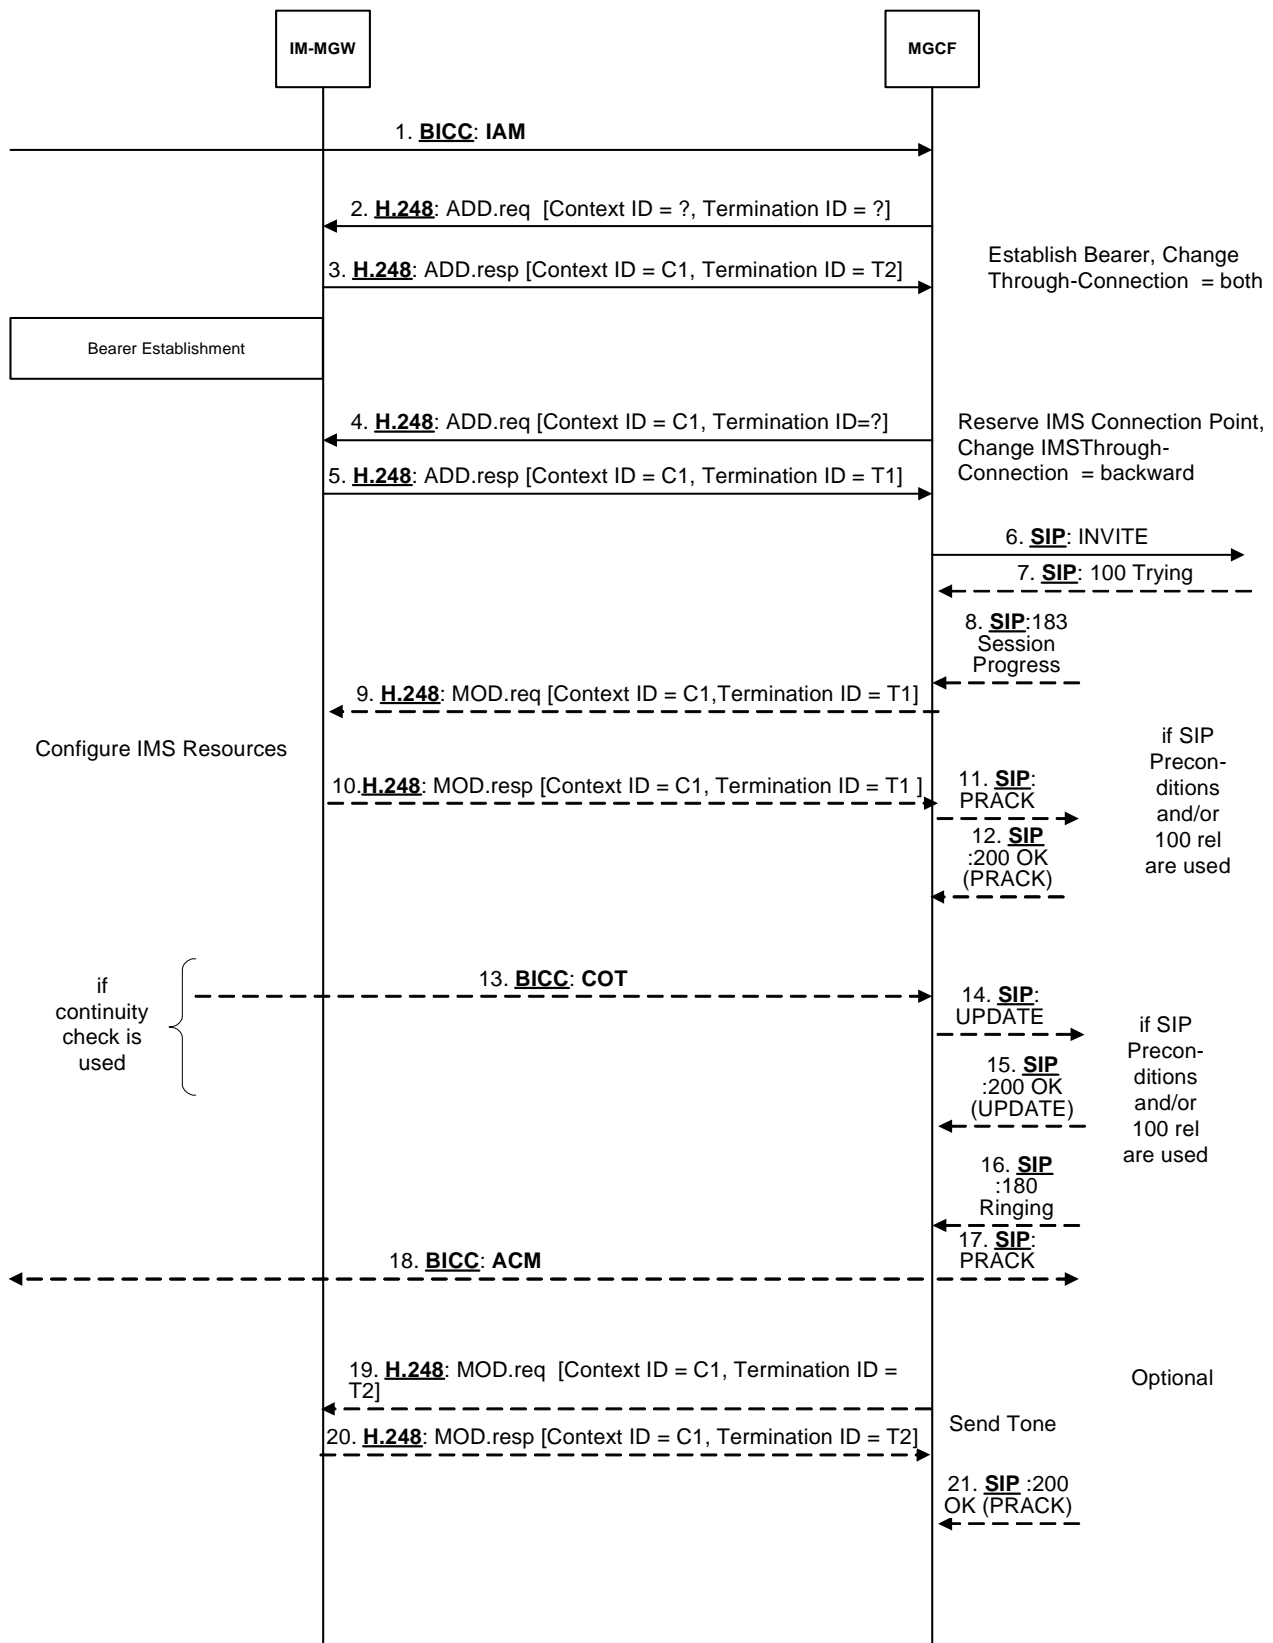 IM-MGW
MGCF
1. BICC: IAM
2. H.248: ADD.req [Context ID = ?, Termination ID = ?]
3. H.248: ADD.resp [Context ID = C1, Termination ID = T2]
Establish Bearer, Change
Through-Connection = both
Bearer Establishment
4. H.248: ADD.req [Context ID = C1, Termination ID=?]
5. H.248: ADD.resp [Context ID = C1, Termination ID = T1]
Reserve IMS Connection Point,
Change IMSThrough-
Connection = backward
6. SIP: INVITE
7. SIP: 100 Trying
8. SIP:183
Session
Progress
9. H.248: MOD.req [Context ID = C1,Termination ID = T1]
Configure IMS Resources
10.H.248: MOD.resp [Context ID = C1, Termination ID = T1 ]
11. SIP:
PRACK
12. SIP
:200 OK
(PRACK)
if SIP
Precon-
ditions
and/or
100 rel
are used
if
continuity
check is
used
13. BICC: COT
14. SIP:
UPDATE
15. SIP
:200 OK
(UPDATE)
if SIP
Precon-
ditions
and/or
100 rel
are used
16. SIP
:180
Ringing
17. SIP:
PRACK
18. BICC: ACM
19. H.248: MOD.req [Context ID = C1, Termination ID =
T2]
Optional
20. H.248: MOD.resp [Context ID = C1, Termination ID = T2]
Send Tone
21. SIP :200
OK (PRACK)